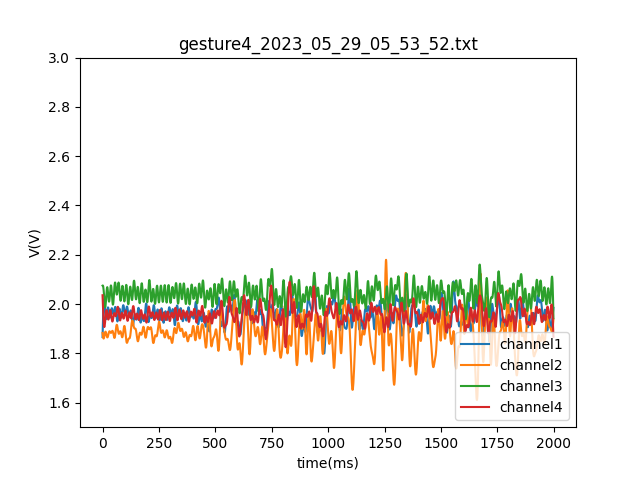 gesture4_2023_05_29_05_53_52.txt
3.0
2.8
2.6
2.4
2.2
2.0
1.8
1.6
V(V)
channel1
channel2
channel3
channel4
0 250 500 750 1000 1250 1500 1750 2000
time(ms)